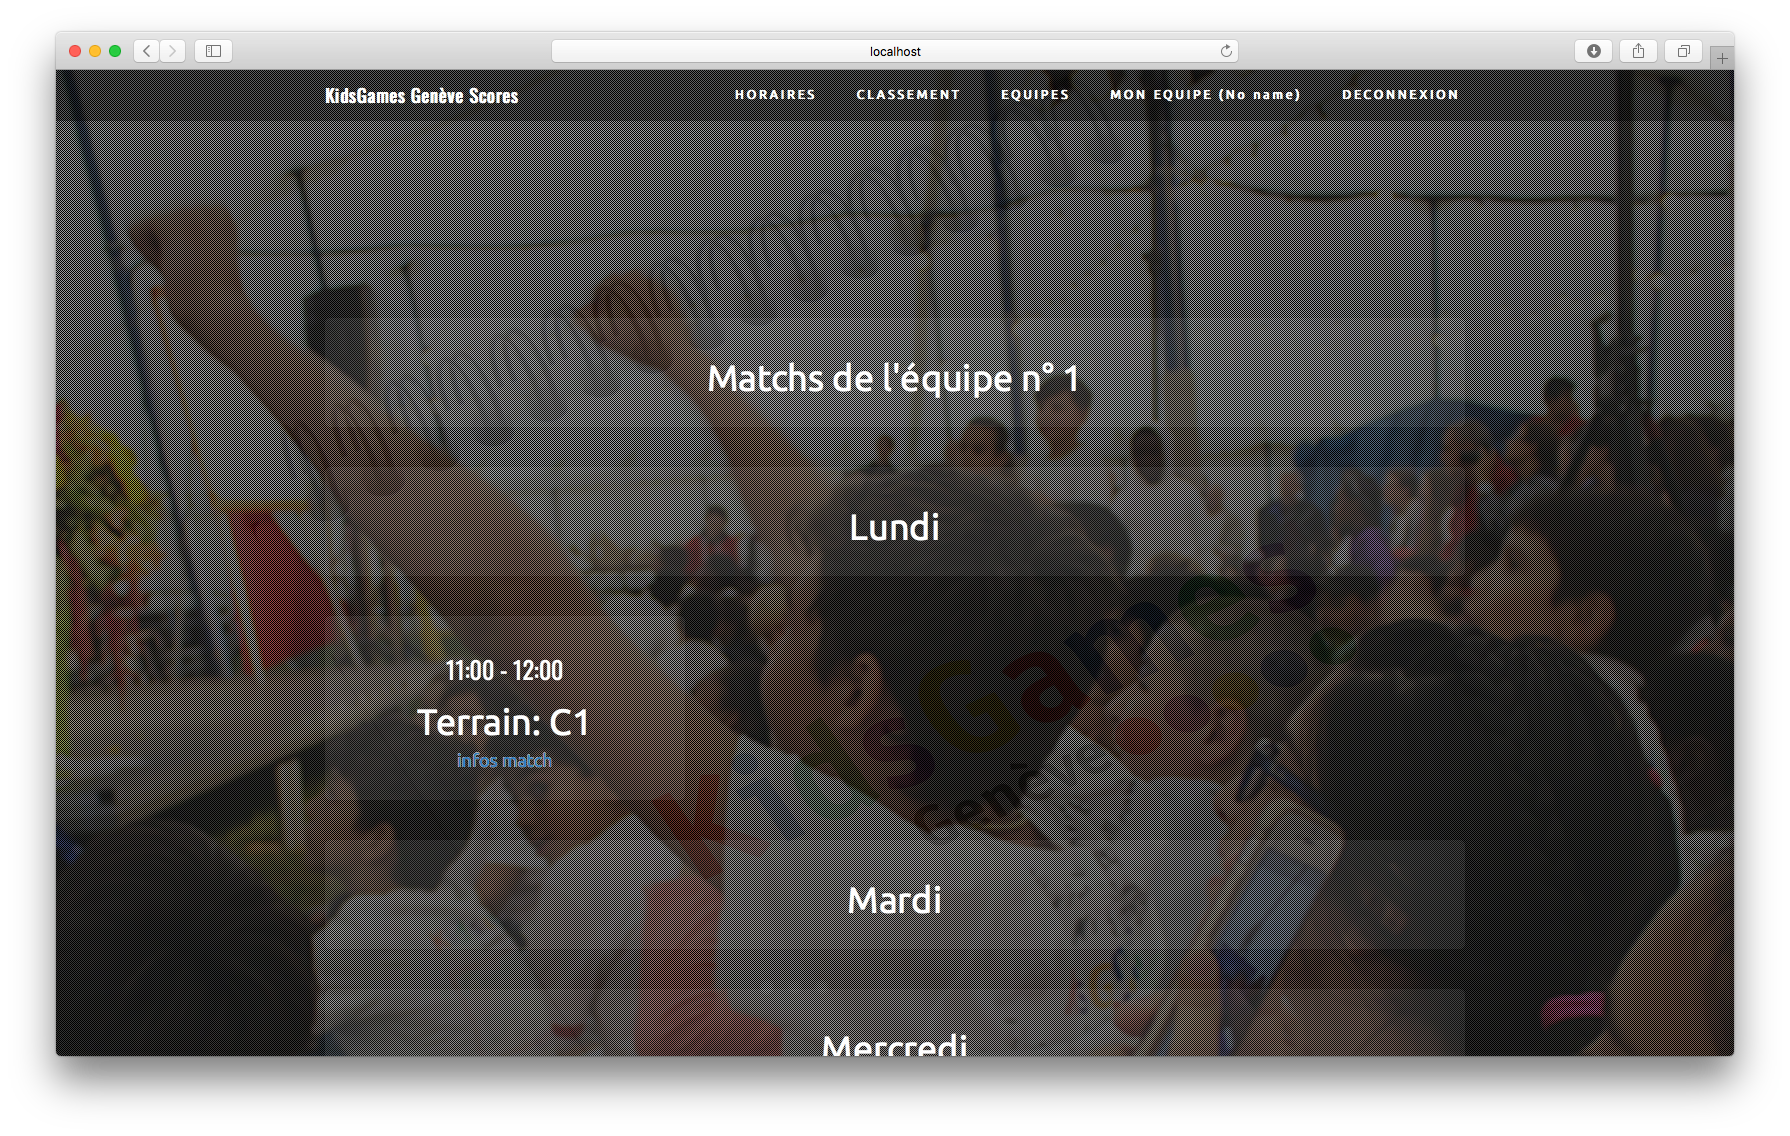 localhost
KidsGames Genève Scores
HORAIRES
CLASSEMENT
EQUIPES
MON EQUIPE (No name)
DECONNEXION
Matchs de l'équipe n° 1
Lundi
11:00 - 12:00
Terrain: C1
infos match
Mardi
Mercredi